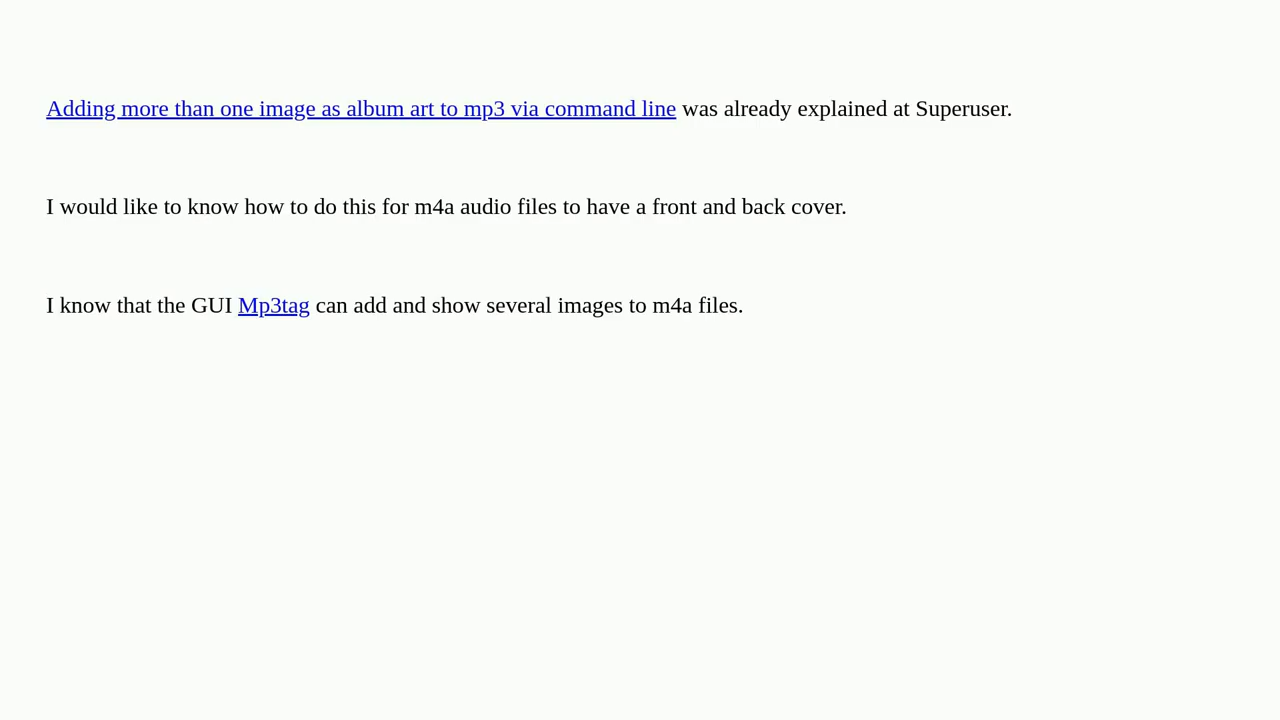 Adding more than one image as album art to mp3 via command line was already explained at Superuser.
I would like to know how to do this for m4a audio files to have a front and back cover.
I know that the GUI Mp3tag can add and show several images to m4a files.